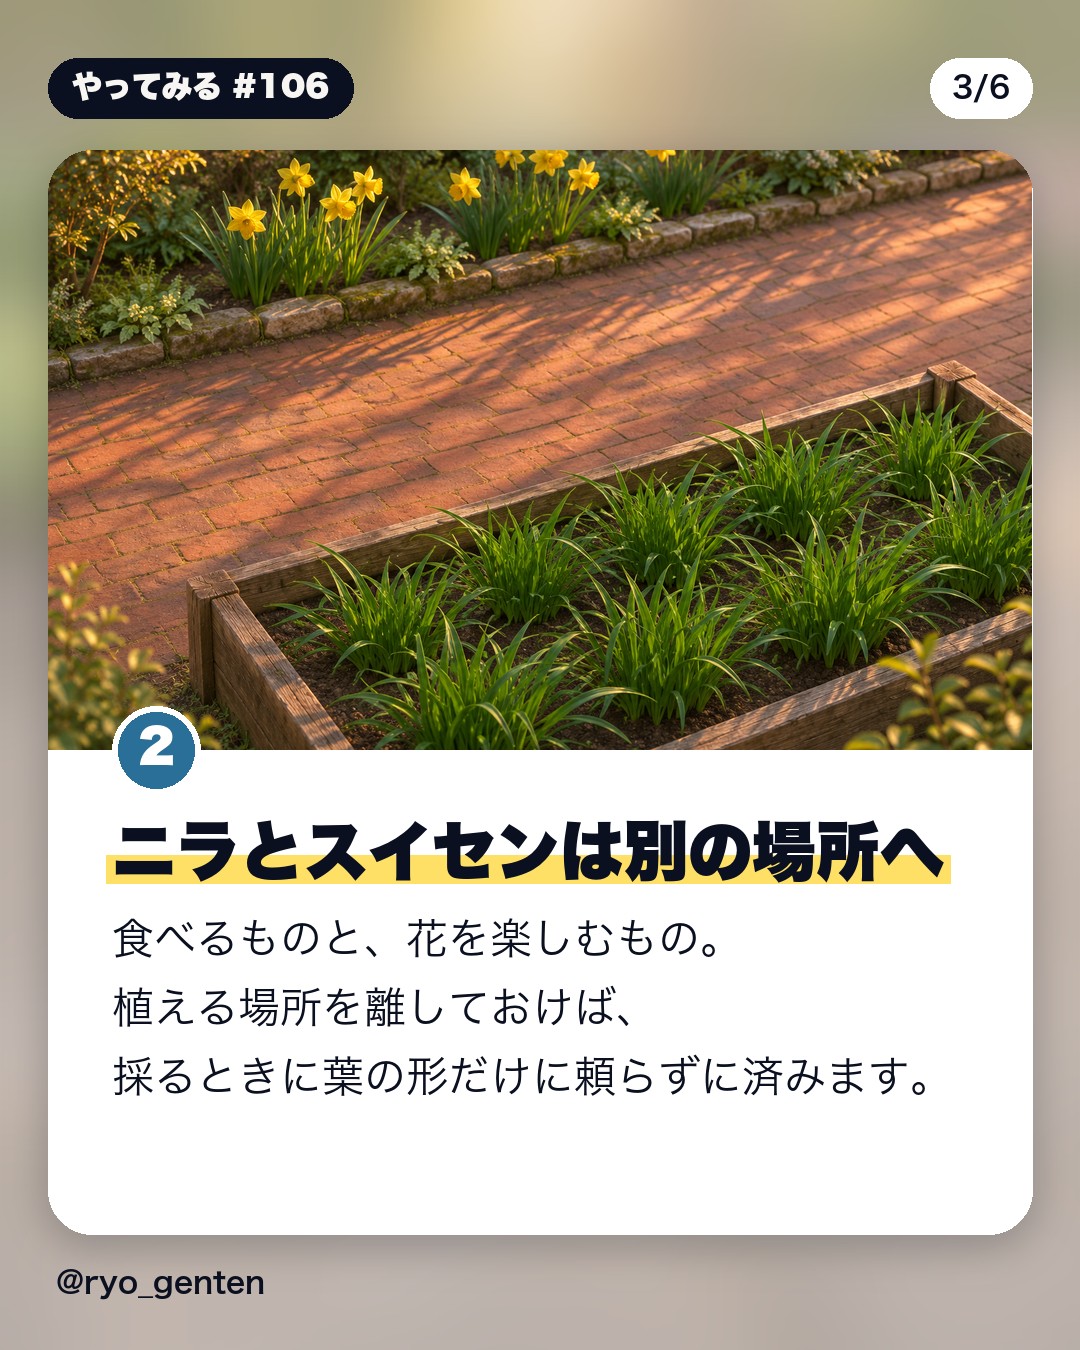 やってみる #106
3/6
2
ニラとスイセンは別の場所へ
食べるものと、花を楽しむもの。
植える場所を離しておけば、
採るときに葉の形だけに頼らずに済みます。
@ryo_genten